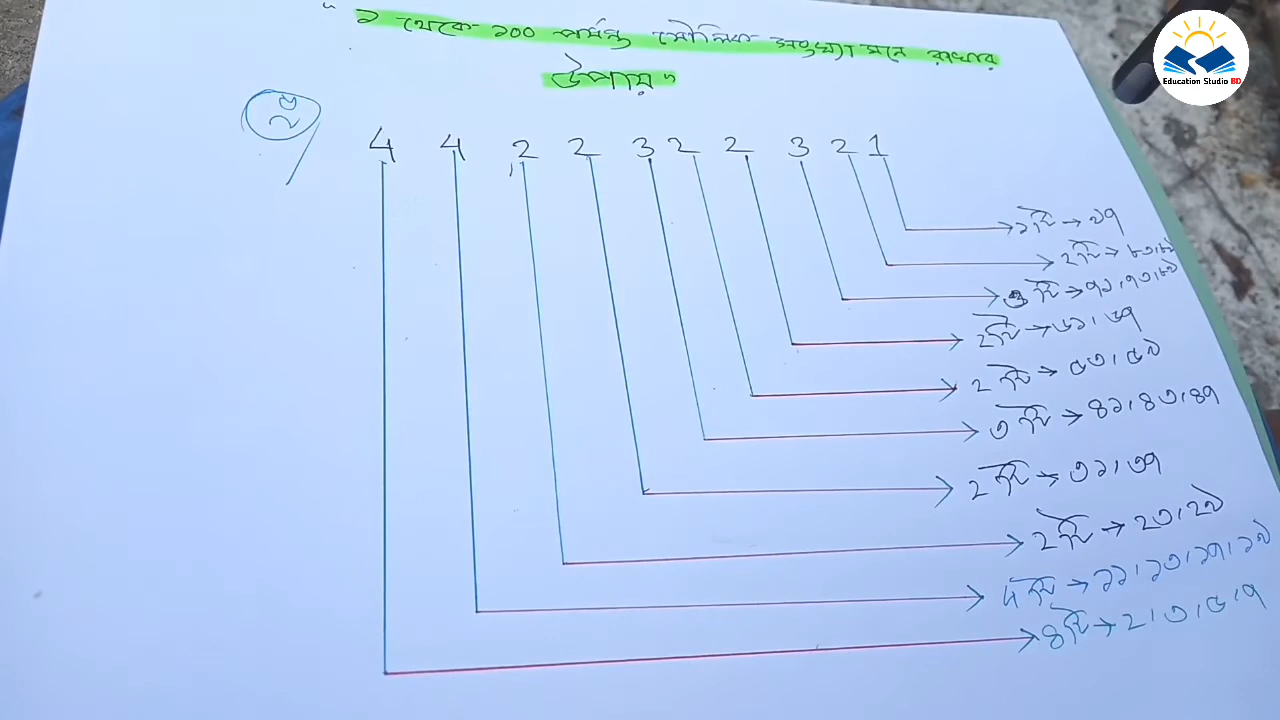 " ১ থেকে ১০০ পর্যন্ত মৌলিক সংখ্যা মনে রাখার
উপায় "
Education Studio BD
4 4 2 2 3 2 2 3 2 1
১টি → ৯৭
২টি → ৮৩, ৮৯
৩টি → ৭১, ৭৩, ৮৯
২টি → ৬১, ৬৭
২টি → ৫৩, ৫৯
৩টি → ৪১, ৪৩, ৪৭
২টি → ৩১, ৩৭
২টি → ২৩, ২৯
৪টি → ১১, ১৩, ১৭, ১৯
৪টি → ২, ৩, ৫, ৭